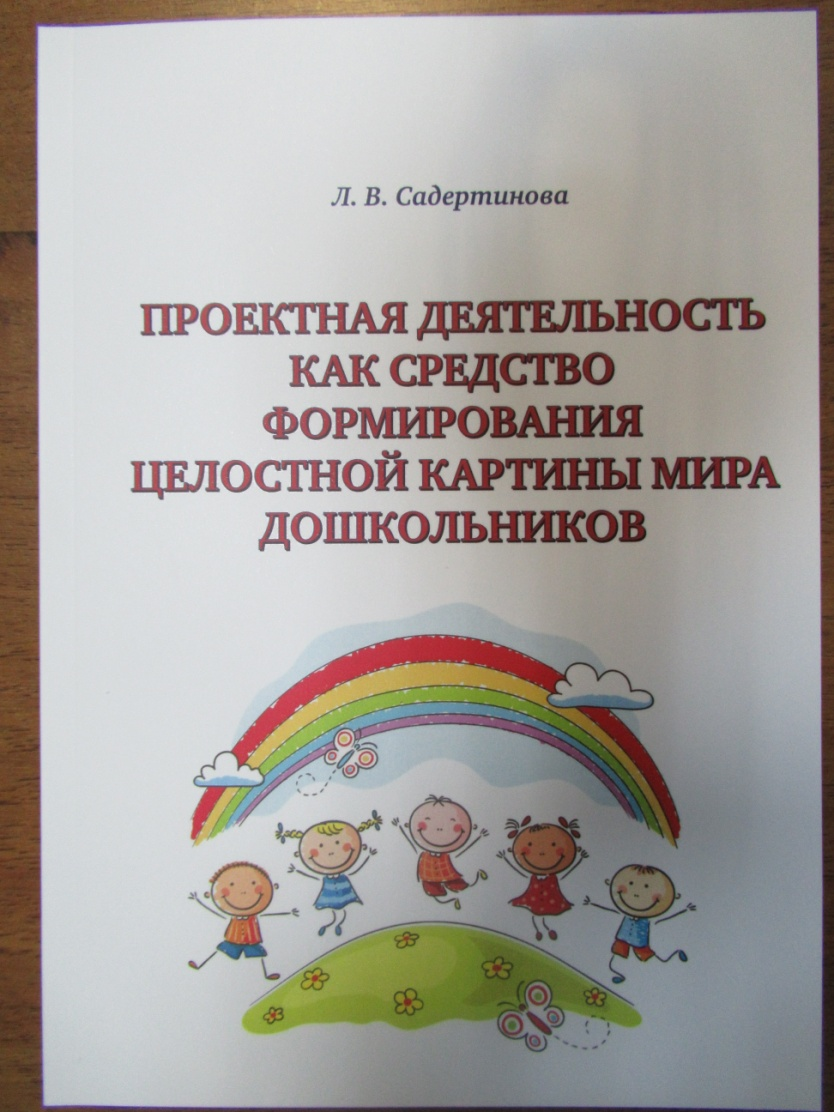 Л. В. Садертинова
ПРОЕКТНАЯ ДЕЯТЕЛЬНОСТЬ
КАК СРЕДСТВО
ФОРМИРОВАНИЯ
ЦЕЛОСТНОЙ КАРТИНЫ МИРА
ДОШКОЛЬНИКОВ